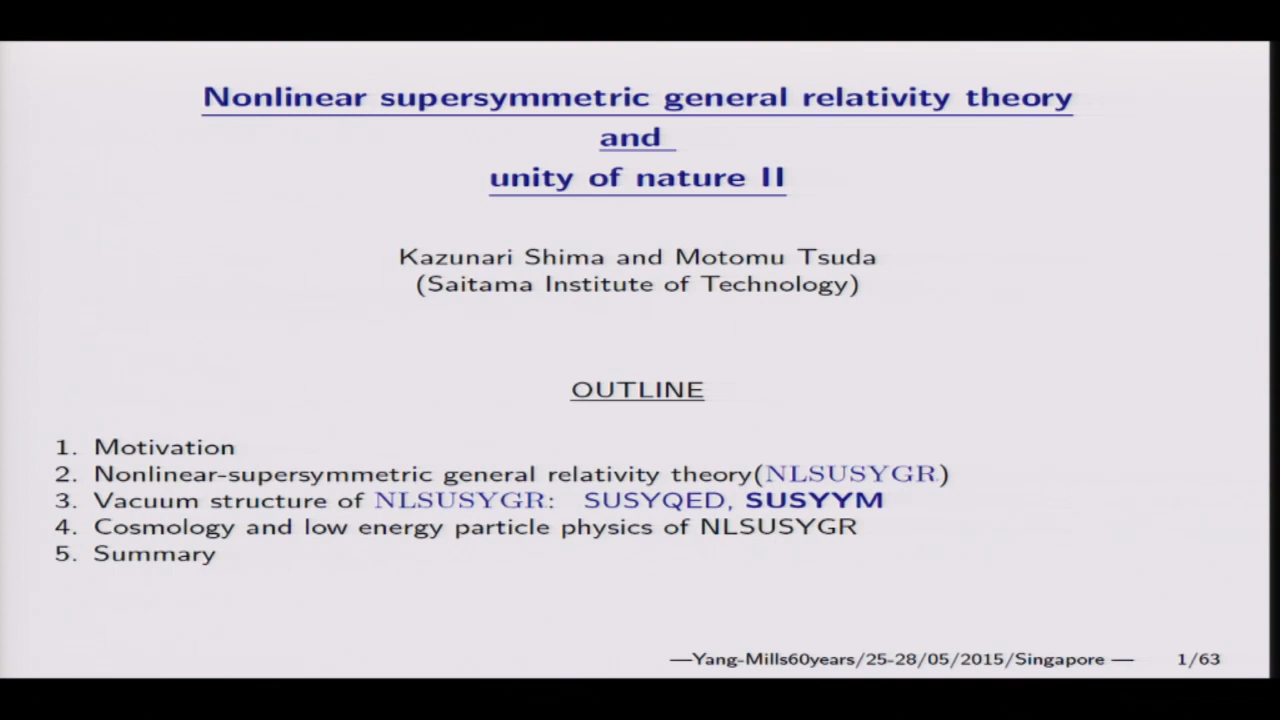 Nonlinear supersymmetric general relativity theory
and
unity of nature II
Kazunari Shima and Motomu Tsuda
(Saitama Institute of Technology)
OUTLINE
1. Motivation
2. Nonlinear-supersymmetric general relativity theory(NLSUSYGR)
3. Vacuum structure of NLSUSYGR: SUSYQED, SUSYYM
4. Cosmology and low energy particle physics of NLSUSYGR
5. Summary
—Yang-Mills60years/25-28/05/2015/Singapore — 1/63